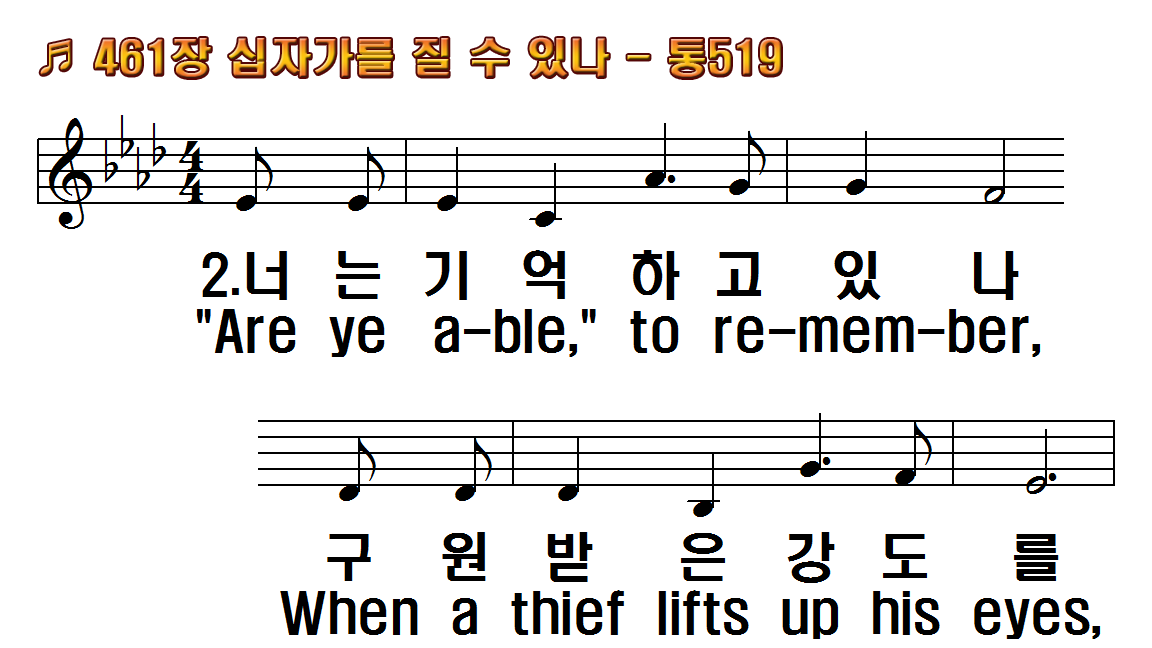 ♬ 461장 십자가를 질 수 있나 - 통519
2.너 는 기 억 하 고 있 나
"Are ye a-ble," to re-mem-ber,
구 원 받 은 강 도 를
When a thief lifts up his eyes,